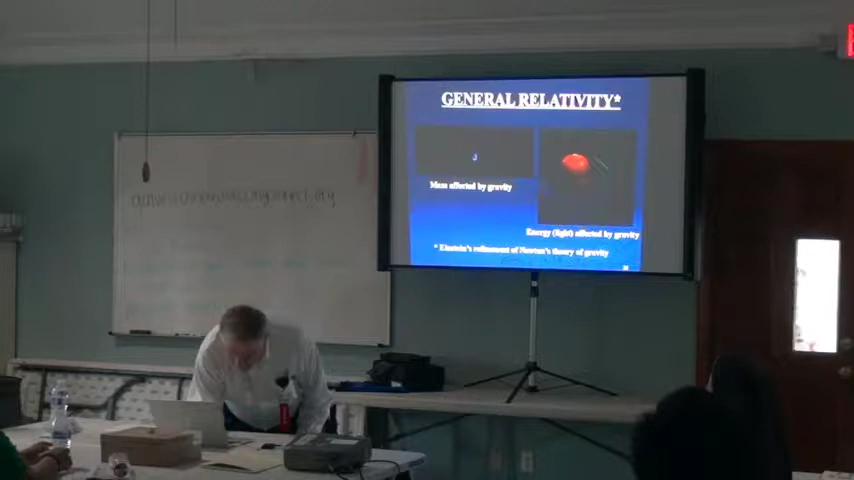 GENERAL RELATIVITY*
Mass affected by gravity
Energy (light) affected by gravity
* Einstein's refinement of Newton's theory of gravity